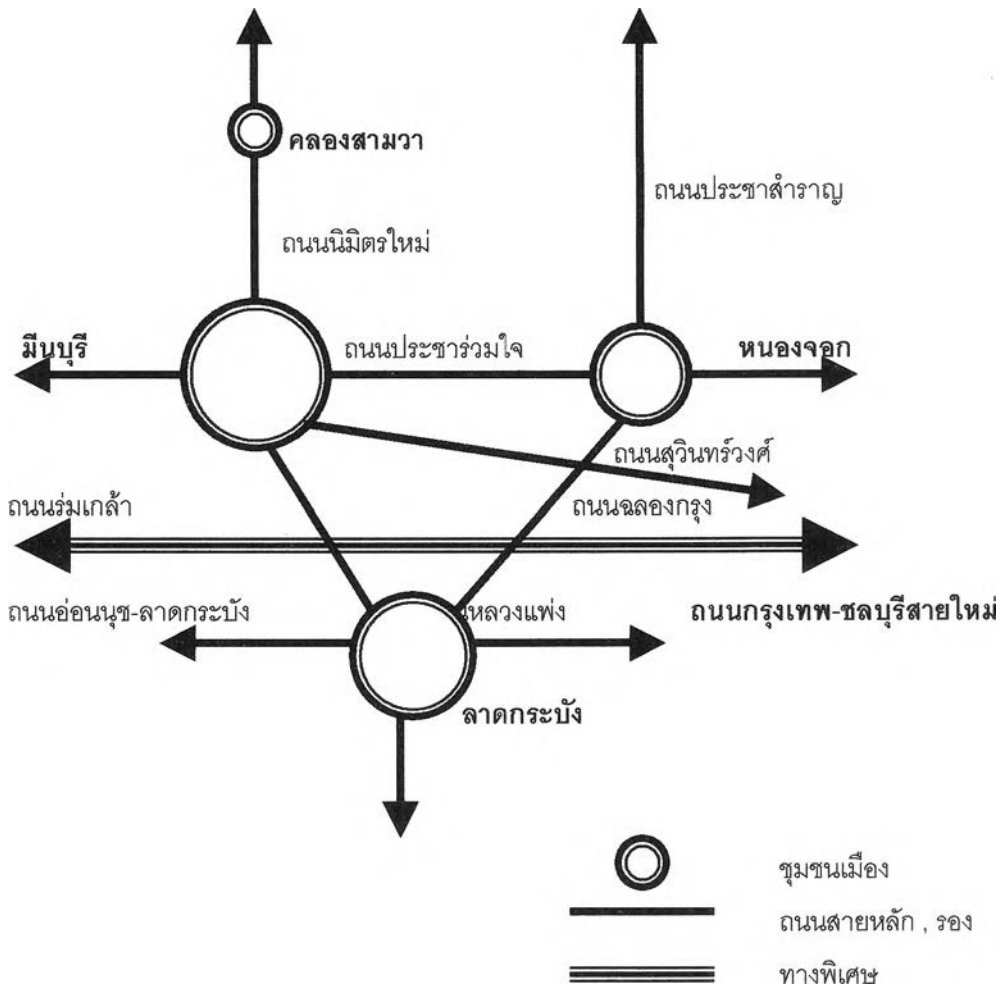 คลองสามวา
ถนนประชาสำราญ
ถนนนิมิตรใหม่
มีนบุรี
ถนนประชาร่วมใจ
หนองจอก
ถนนสุวินทร์วงศ์
ถนนร่มเกล้า
ถนนฉลองกรุง
ถนนอ่อนนุช-ลาดกระบัง
หลวงแพ่ง
ถนนกรุงเทพ-ชลบุรีสายใหม่
ลาดกระบัง
ชุมชนเมือง
ถนนสายหลัก , รอง
ทางพิเศษ